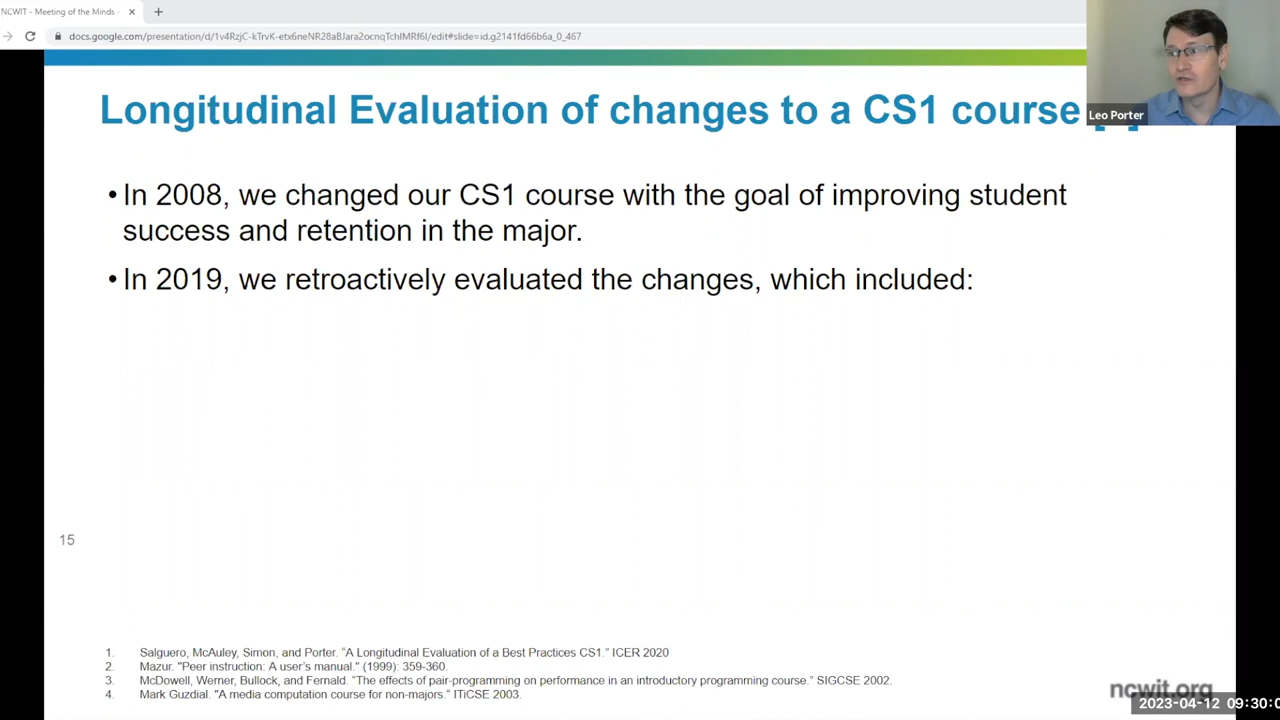 NCWIT - Meeting of the Minds
docs.google.com/presentation/d/1v4RzjC-kTrvK-etx6neNR28aBJara2ocnqTchIMRf6I/edit#slide=id.g2141fd66b6a_0_467
Longitudinal Evaluation of changes to a CS1 course
Leo Porter
• In 2008, we changed our CS1 course with the goal of improving student
success and retention in the major.
• In 2019, we retroactively evaluated the changes, which included:
15
1. Salguero, McAuley, Simon, and Porter. “A Longitudinal Evaluation of a Best Practices CS1.” ICER 2020
2. Mazur. "Peer instruction: A user's manual." (1999): 359-360.
3. McDowell, Werner, Bullock, and Fernald. “The effects of pair-programming on performance in an introductory programming course.” SIGCSE 2002.
4. Mark Guzdial. "A media computation course for non-majors.“ ITiCSE 2003.
ncwit.org
2023-04-12 09:30:0